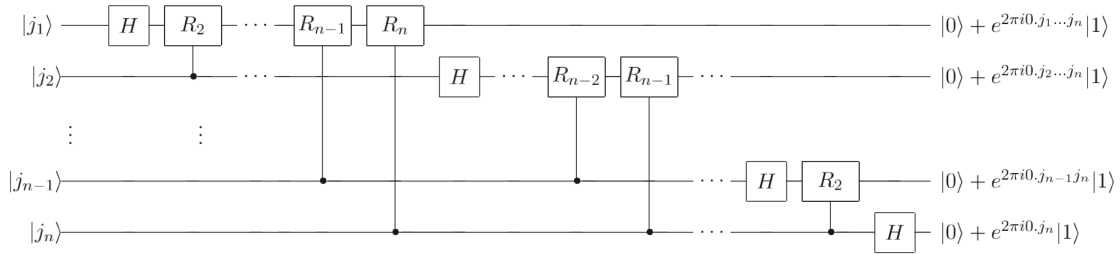 |j₁⟩ H R₂ ⋯ Rₙ₋₁ Rₙ |0⟩ + e^{2πi0.j₁…jₙ}|1⟩
|j₂⟩ ⋯ H ⋯ Rₙ₋₂ Rₙ₋₁ ⋯ |0⟩ + e^{2πi0.j₂…jₙ}|1⟩
⋮ ⋮
|jₙ₋₁⟩ ⋯ H R₂ |0⟩ + e^{2πi0.jₙ₋₁jₙ}|1⟩
|jₙ⟩ ⋯ H |0⟩ + e^{2πi0.jₙ}|1⟩